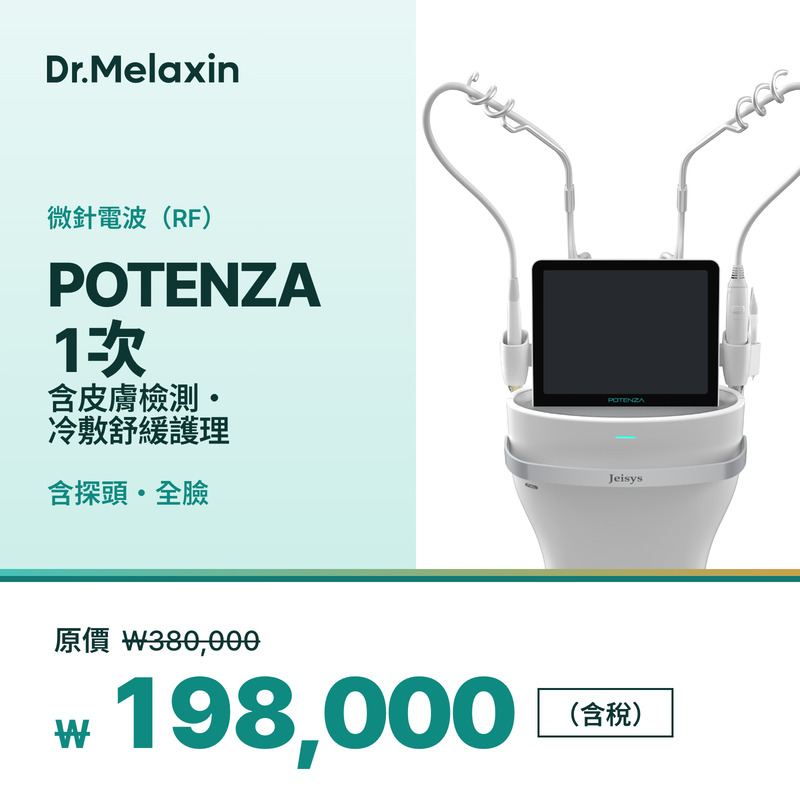 Dr.Melaxin
微針電波（RF）
POTENZA
1次
含皮膚檢測・
冷敷舒緩護理
含探頭・全臉
POTENZA
Jeisys
原價 ₩380,000
₩ 198,000 （含稅）